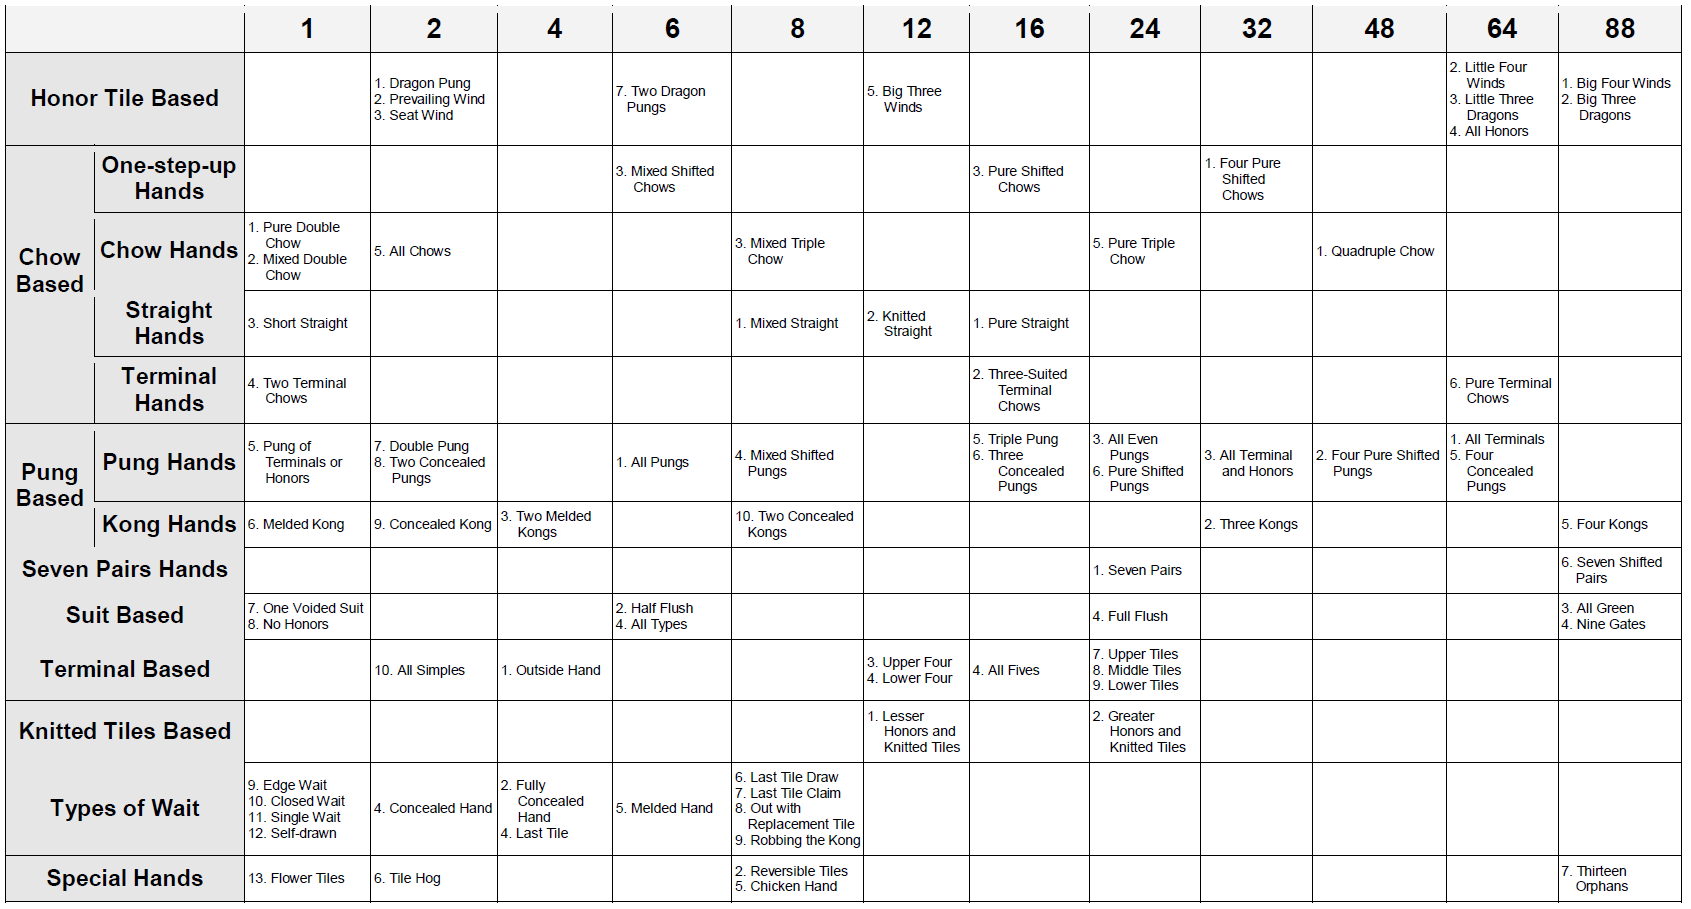 1 2 4 6 8 12 16 24 32 48 64 88
Honor Tile Based
1. Dragon Pung
2. Prevailing Wind
3. Seat Wind
7. Two Dragon
Pungs
5. Big Three
Winds
2. Little Four
Winds
3. Little Three
Dragons
4. All Honors
1. Big Four Winds
2. Big Three
Dragons
Chow
Based
One-step-up
Hands
3. Mixed Shifted
Chows
3. Pure Shifted
Chows
1. Four Pure
Shifted
Chows
Chow Hands
1. Pure Double
Chow
2. Mixed Double
Chow
5. All Chows
3. Mixed Triple
Chow
5. Pure Triple
Chow
1. Quadruple Chow
Straight
Hands
3. Short Straight
1. Mixed Straight
2. Knitted
Straight
1. Pure Straight
Terminal
Hands
4. Two Terminal
Chows
2. Three-Suited
Terminal
Chows
6. Pure Terminal
Chows
Pung
Based
Pung Hands
5. Pung of
Terminals or
Honors
7. Double Pung
8. Two Concealed
Pungs
1. All Pungs
4. Mixed Shifted
Pungs
5. Triple Pung
6. Three
Concealed
Pungs
3. All Even
Pungs
6. Pure Shifted
Pungs
3. All Terminal
and Honors
2. Four Pure Shifted
Pungs
1. All Terminals
5. Four
Concealed
Pungs
Kong Hands
6. Melded Kong
9. Concealed Kong
3. Two Melded
Kongs
10. Two Concealed
Kongs
2. Three Kongs
5. Four Kongs
Seven Pairs Hands
1. Seven Pairs
6. Seven Shifted
Pairs
Suit Based
7. One Voided Suit
8. No Honors
2. Half Flush
4. All Types
4. Full Flush
3. All Green
4. Nine Gates
Terminal Based
10. All Simples
1. Outside Hand
3. Upper Four
4. Lower Four
4. All Fives
7. Upper Tiles
8. Middle Tiles
9. Lower Tiles
Knitted Tiles Based
1. Lesser
Honors and
Knitted Tiles
2. Greater
Honors and
Knitted Tiles
Types of Wait
9. Edge Wait
10. Closed Wait
11. Single Wait
12. Self-drawn
4. Concealed Hand
2. Fully
Concealed
Hand
4. Last Tile
5. Melded Hand
6. Last Tile Draw
7. Last Tile Claim
8. Out with
Replacement Tile
9. Robbing the Kong
Special Hands
13. Flower Tiles
6. Tile Hog
2. Reversible Tiles
5. Chicken Hand
7. Thirteen
Orphans